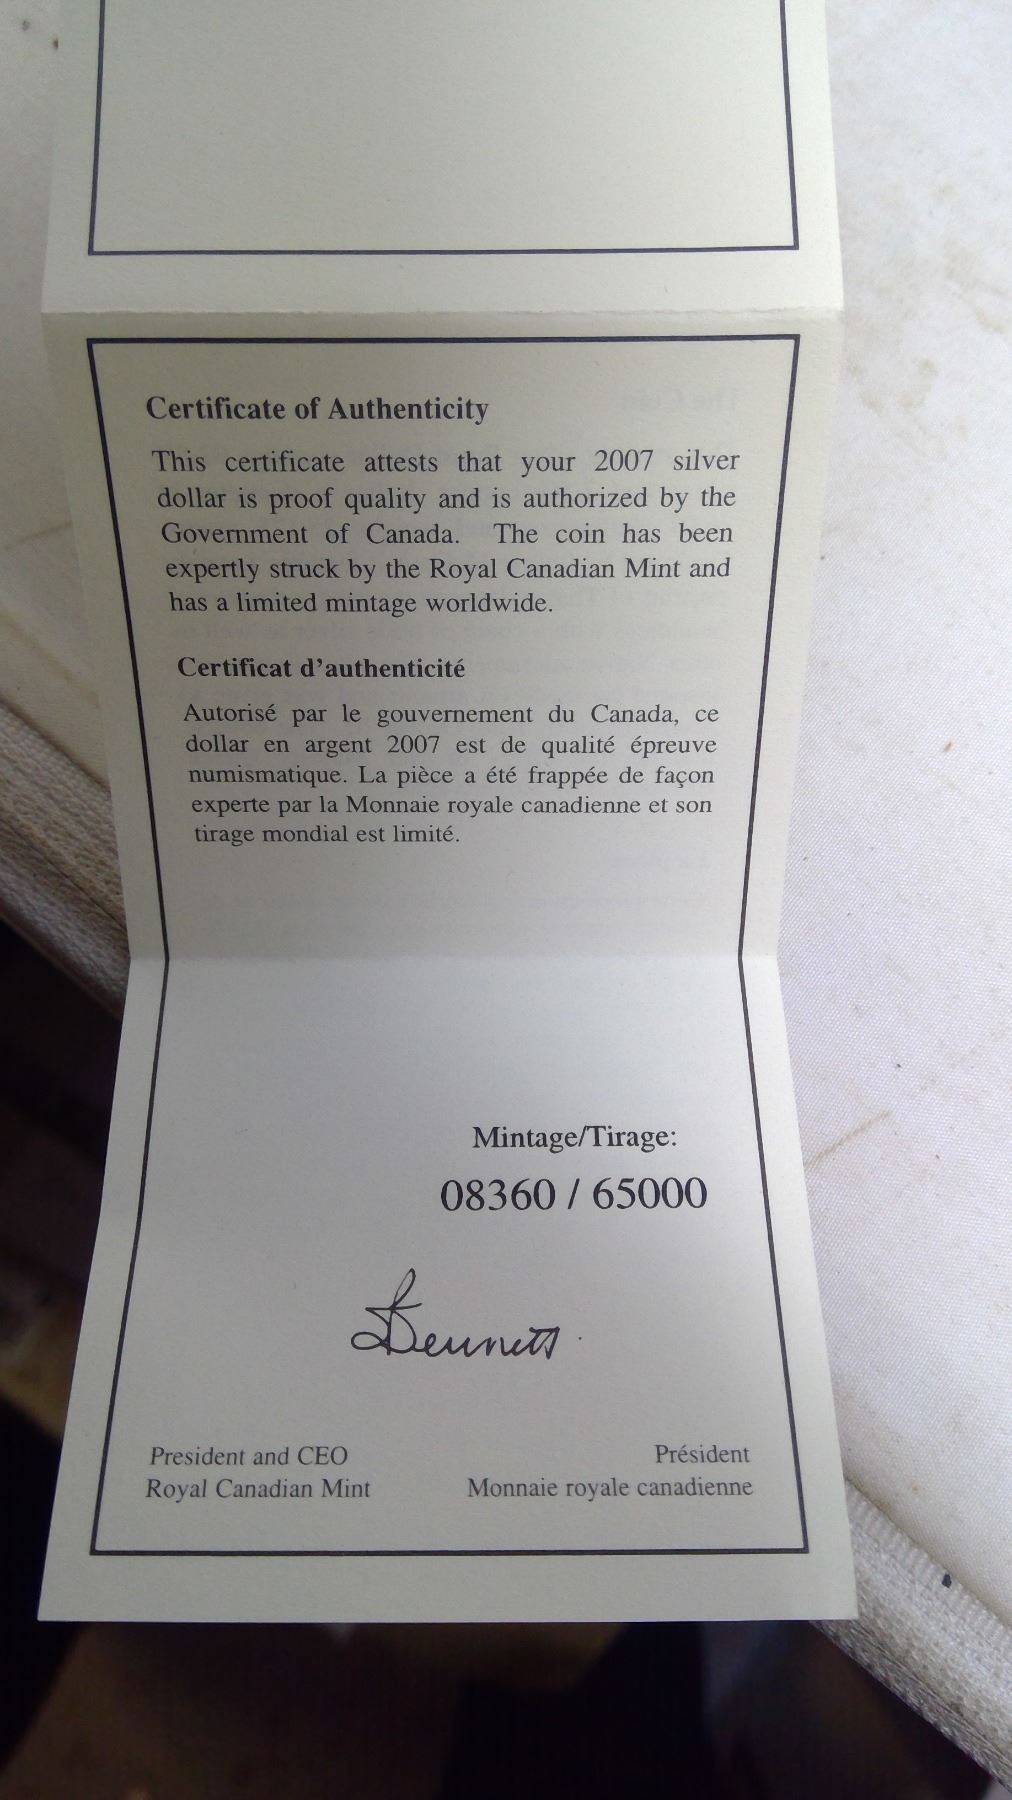 Certificate of Authenticity
This certificate attests that your 2007 silver
dollar is proof quality and is authorized by the
Government of Canada. The coin has been
expertly struck by the Royal Canadian Mint and
has a limited mintage worldwide.
Certificat d'authenticité
Autorisé par le gouvernement du Canada, ce
dollar en argent 2007 est de qualité épreuve
numismatique. La pièce a été frappée de façon
experte par la Monnaie royale canadienne et son
tirage mondial est limité.
Mintage/Tirage:
08360 / 65000
Bennett
President and CEO
Royal Canadian Mint
Président
Monnaie royale canadienne